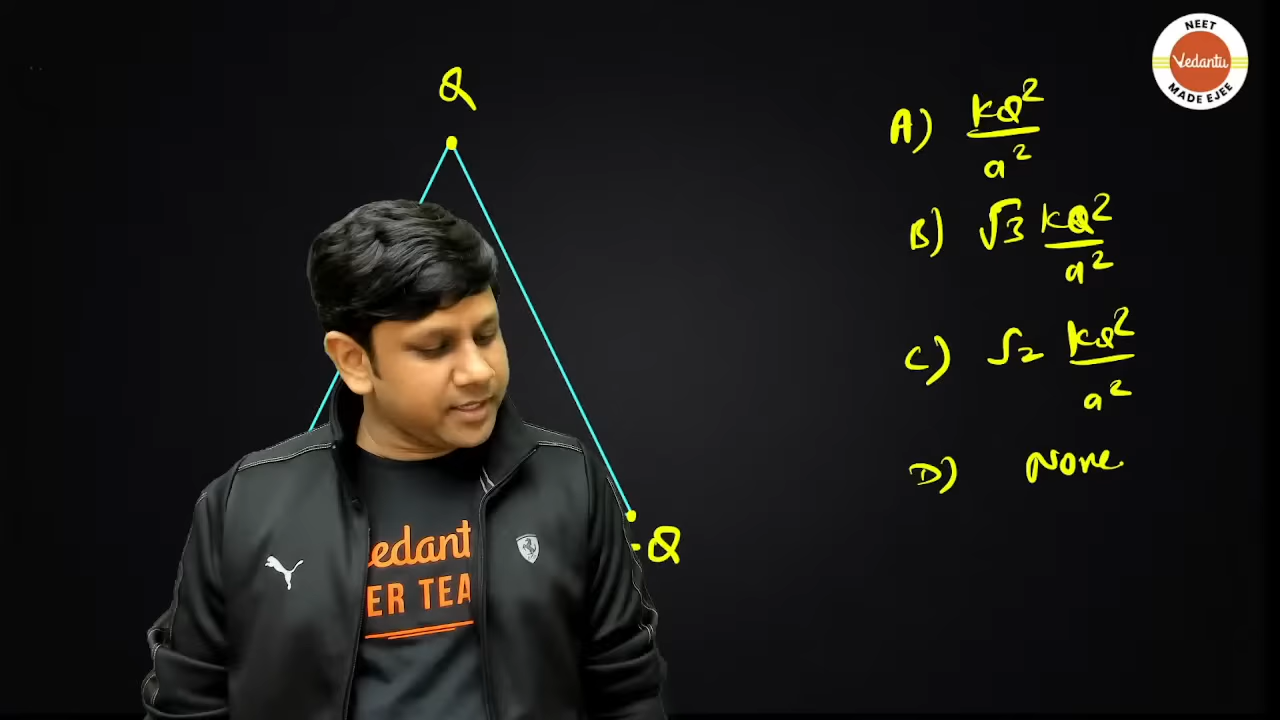 NEET
Vedantu
MADE EJEE
Q
A) KQ²/a²
B) √3 KQ²/a²
C) √2 KQ²/a²
D) None
-Q
edant
ER TEA